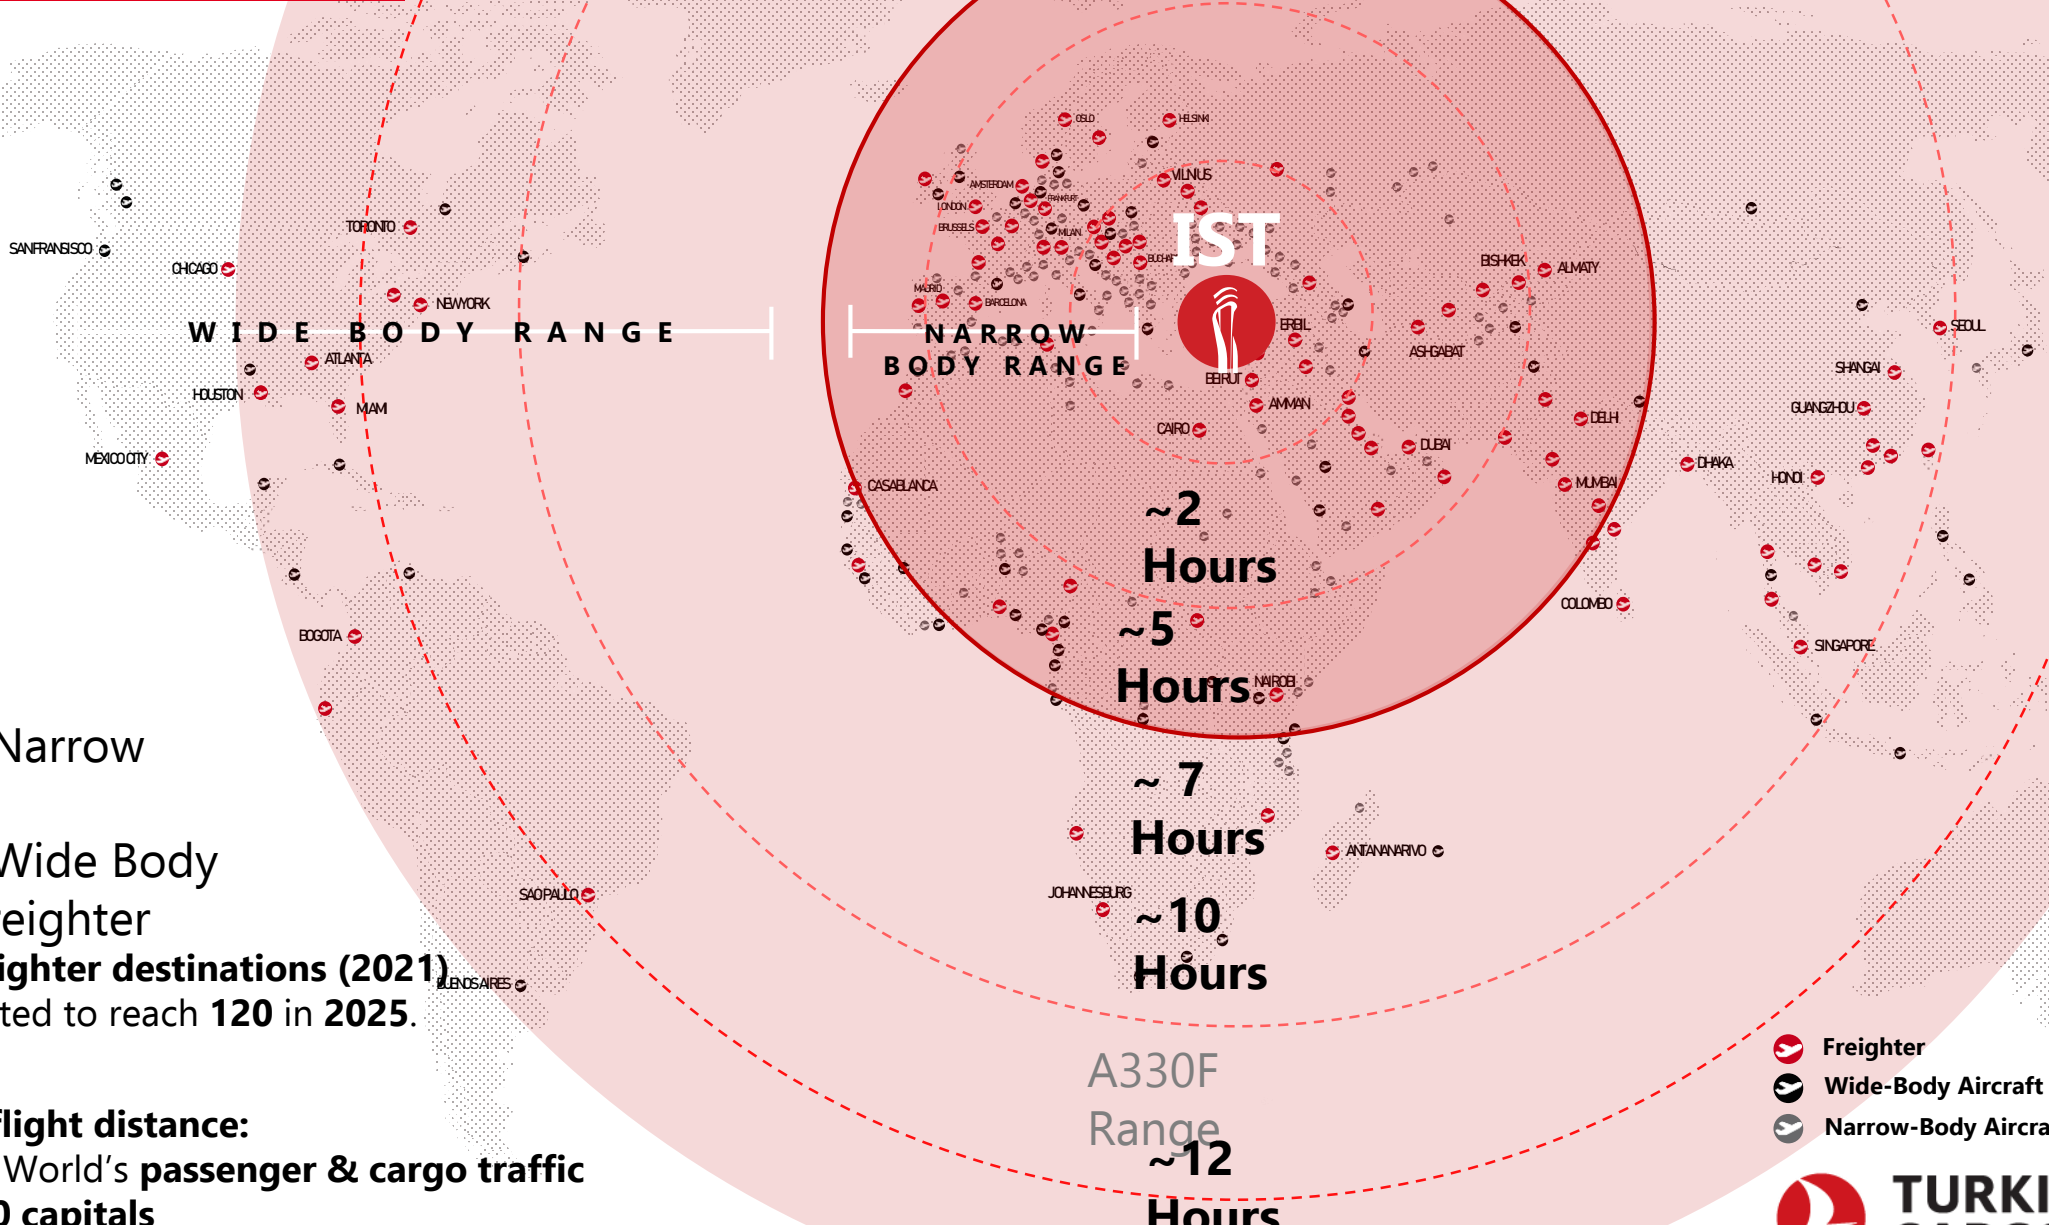 OSLO
HELSINKI
VILNIUS
AMSTERDAM
FRANKFURT
LONDON
BRUSSELS
MILAN
IST
TORONTO
SANFRANSISCO
CHICAGO
BISHKEK
ALMATY
MADRID
BARCELONA
NEWYORK
WIDE BODY RANGE
NARROW
BODY RANGE
ERBIL
ASHGABAT
SEOUL
ATLANTA
HOUSTON
MIAMI
BEIRUT
AMMAN
CAIRO
DUBAI
DELHI
SHANGAI
GUANGZHOU
MEXICO CITY
CASABLANCA
MUMBAI
DHAKA
HONOI
~2
Hours
COLOMBO
BOGOTA
~5
Hours
NAIROBI
SINGAPORE
Narrow
~ 7
Hours
Wide Body
ANTANANARIVO
SAO PAULO
JOHANNESBURG
eighter
~10
Hours
ighter destinations (2021)
BUENOS AIRES
ted to reach 120 in 2025.
A330F
Range
~12
Hours
Freighter
Wide-Body Aircraft
Narrow-Body Aircra
flight distance:
World's passenger & cargo traffic
0 capitals
TURKI